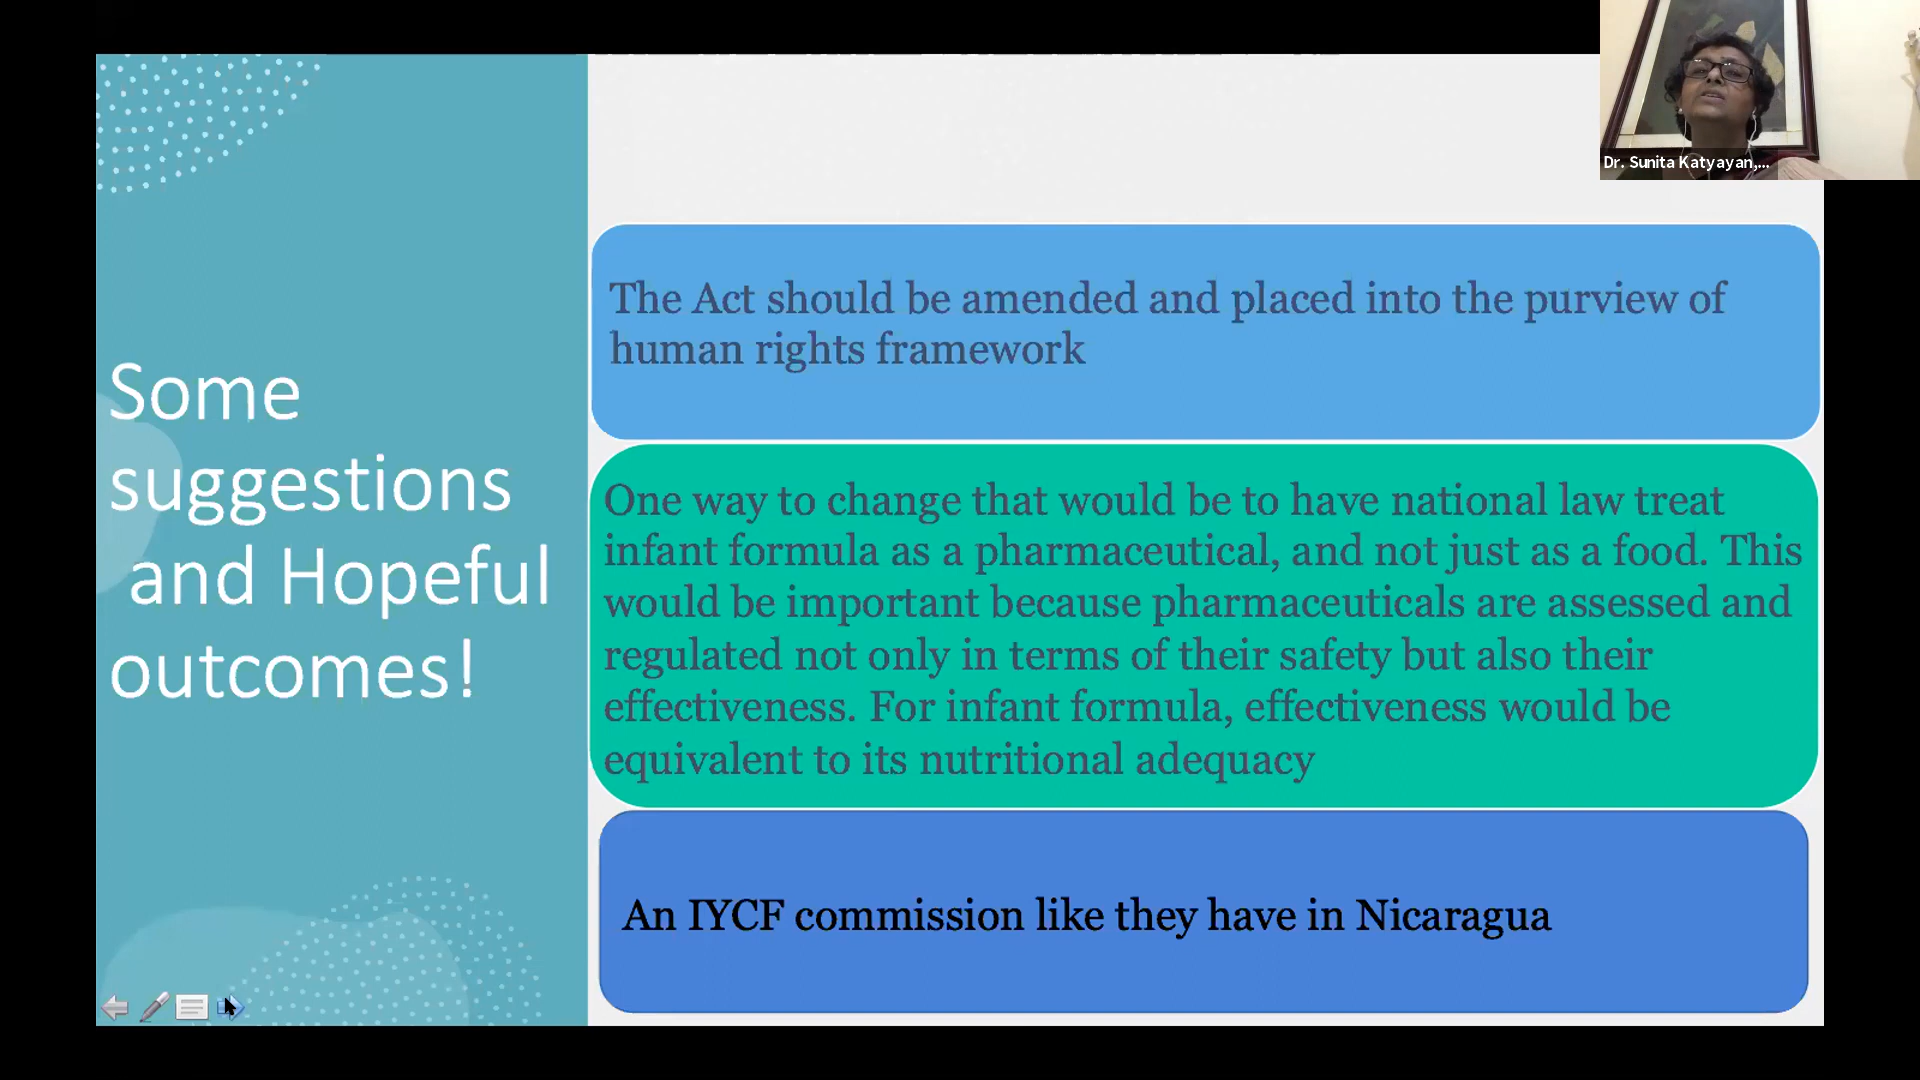 Dr. Sunita Katyayan,...
Some
suggestions
and Hopeful
outcomes!
The Act should be amended and placed into the purview of
human rights framework
One way to change that would be to have national law treat
infant formula as a pharmaceutical, and not just as a food. This
would be important because pharmaceuticals are assessed and
regulated not only in terms of their safety but also their
effectiveness. For infant formula, effectiveness would be
equivalent to its nutritional adequacy
An IYCF commission like they have in Nicaragua